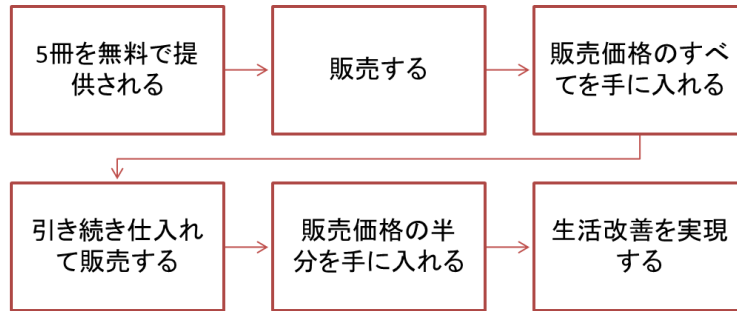 5冊を無料で提
供される
販売する
販売価格のすべ
てを手に入れる
引き続き仕入れ
て販売する
販売価格の半
分を手に入れる
生活改善を実現
する